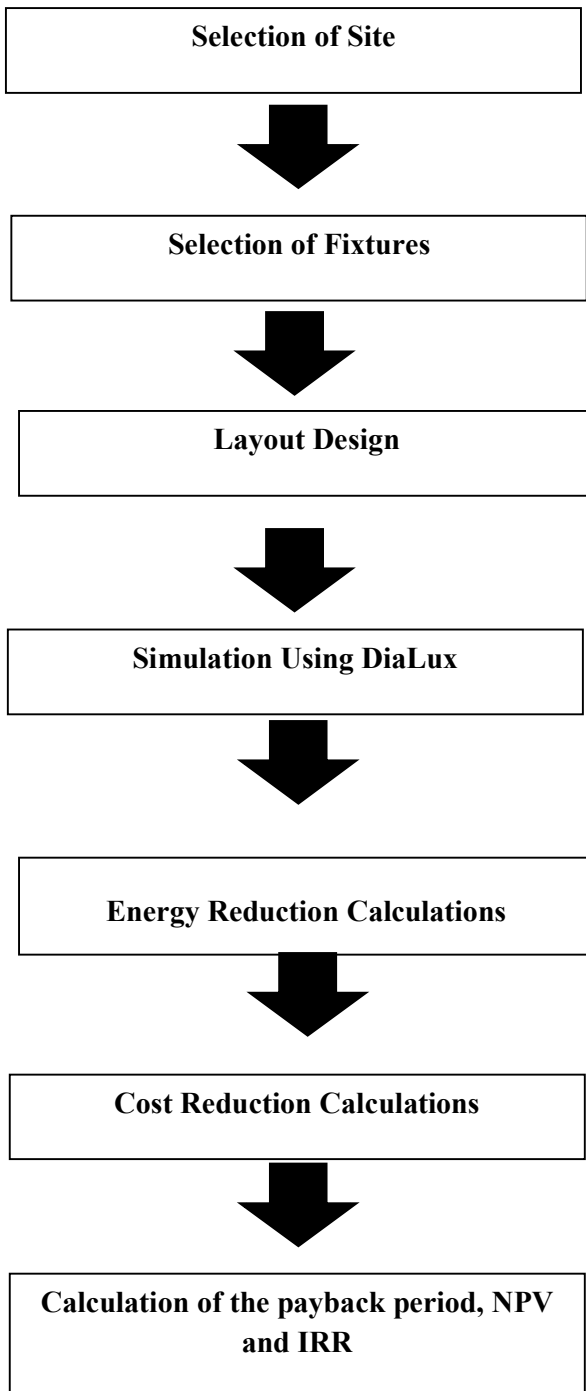 Selection of Site
Selection of Fixtures
Layout Design
Simulation Using DiaLux
Energy Reduction Calculations
Cost Reduction Calculations
Calculation of the payback period, NPV
and IRR